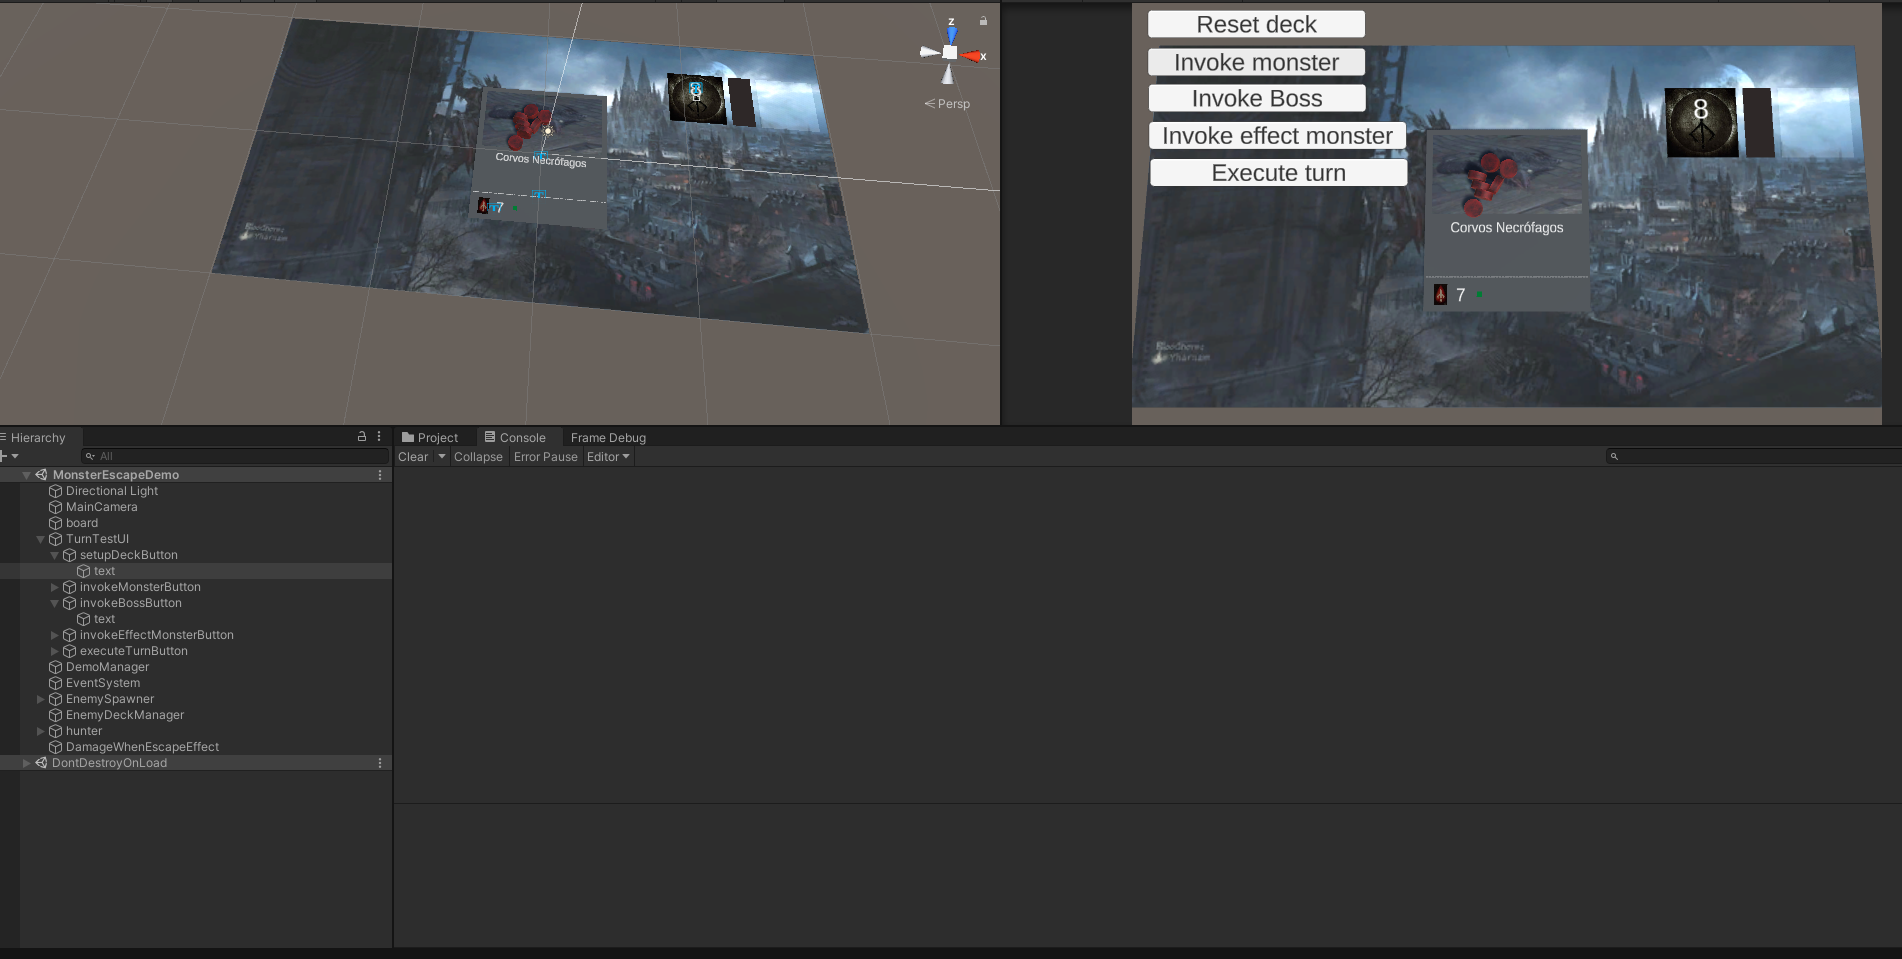 z
x
Persp
8
Corvos Necrófagos
7
Reset deck
Invoke monster
Invoke Boss
Invoke effect monster
Execute turn
8
Corvos Necrófagos
7
Bloodborne
Yharnam
Hierarchy
All
MonsterEscapeDemo
Directional Light
MainCamera
board
TurnTestUI
setupDeckButton
text
invokeMonsterButton
invokeBossButton
text
invokeEffectMonsterButton
executeTurnButton
DemoManager
EventSystem
EnemySpawner
EnemyDeckManager
hunter
DamageWhenEscapeEffect
DontDestroyOnLoad
Project Console Frame Debug
Clear Collapse Error Pause Editor